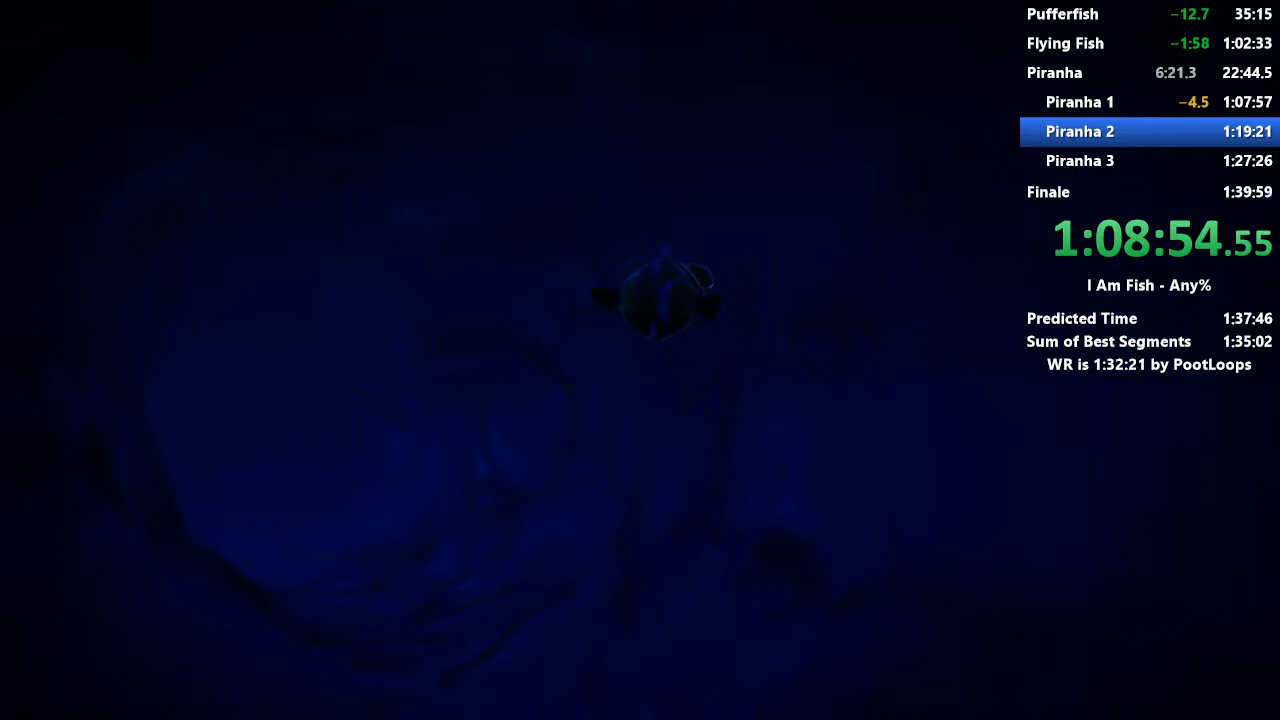 Pufferfish −12.7 35:15
Flying Fish −1:58 1:02:33
Piranha 6:21.3 22:44.5
Piranha 1 −4.5 1:07:57
Piranha 2 1:19:21
Piranha 3 1:27:26
Finale 1:39:59
1:08:54.55
I Am Fish - Any%
Predicted Time 1:37:46
Sum of Best Segments 1:35:02
WR is 1:32:21 by PootLoops